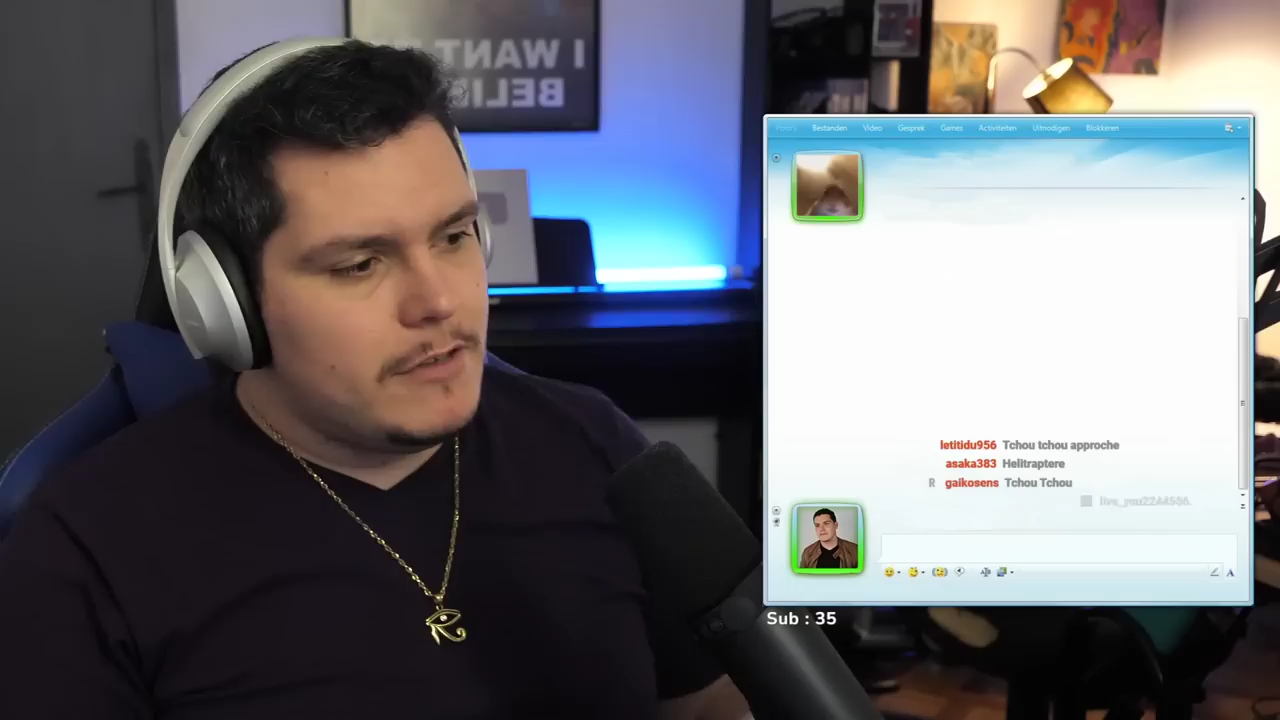 I WANT
BELIE
Bestanden Video Gesprek Games Activiteiten Uitnodigen Blokkeren
letitidu956 Tchou tchou approche
asaka383 Helitraptere
R gaikosens Tchou Tchou
Sub : 35